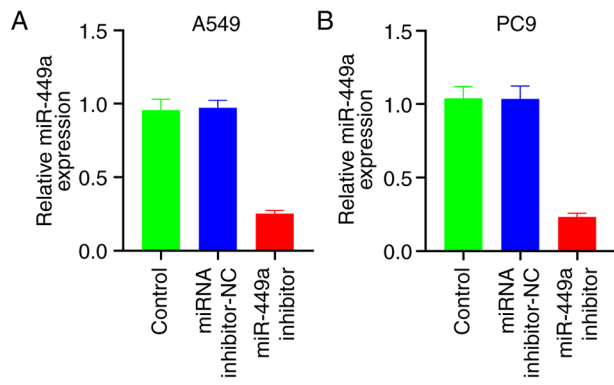 A
A549
Relative miR-449a
expression
1.5
1.0
0.5
0.0
Control
miRNA
inhibitor-NC
miR-449a
inhibitor
B
PC9
Relative miR-449a
expression
1.5
1.0
0.5
0.0
Control
miRNA
inhibitor-NC
miR-449a
inhibitor